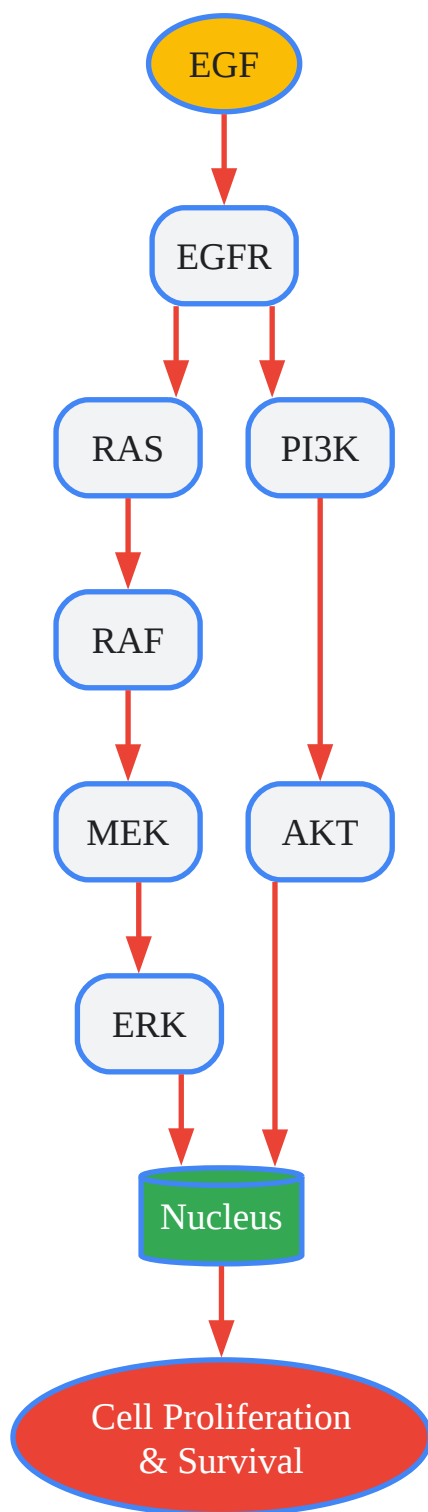 EGF
EGFR
RAS
PI3K
RAF
MEK
AKT
ERK
Nucleus
Cell Proliferation
& Survival